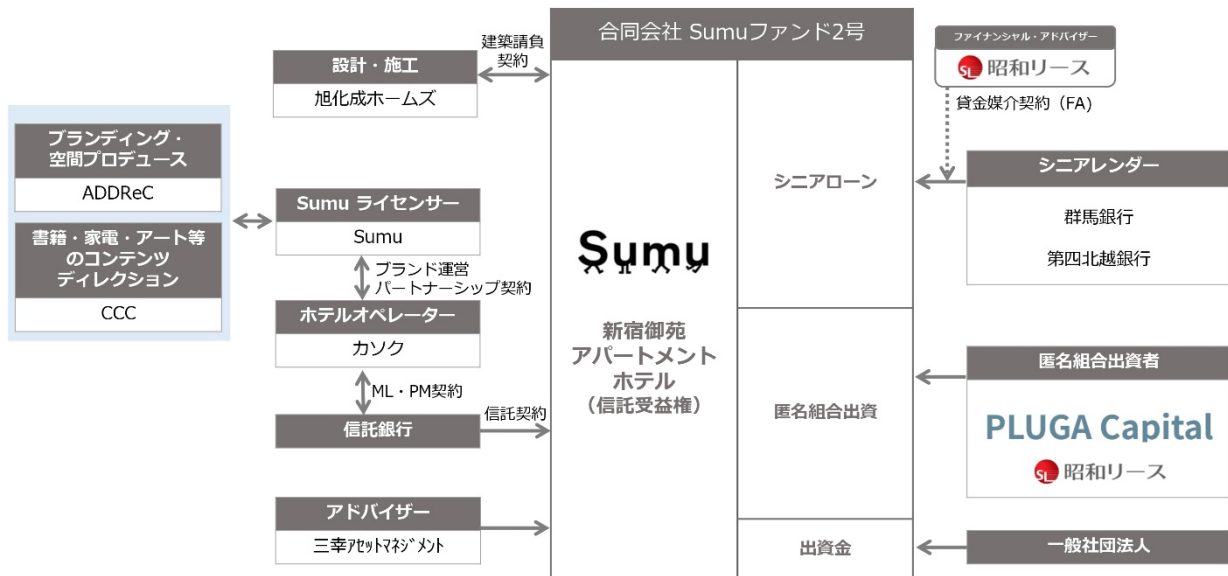 合同会社 Sumuファンド2号
建築請負
契約
設計・施工
旭化成ホームズ
ブランディング・
空間プロデュース
ADDReC
書籍・家電・アート等
のコンテンツ
ディレクション
CCC
Sumu ライセンサー
Sumu
ブランド運営
パートナーシップ契約
ホテルオペレーター
カソク
ML・PM契約
信託銀行
信託契約
アドバイザー
三幸ｱｾｯﾄﾏﾈｼﾞﾒﾝﾄ
Sumu
新宿御苑
アパートメント
ホテル
（信託受益権）
シニアローン
匿名組合出資
出資金
ファイナンシャル・アドバイザー
SL 昭和リース
貸金媒介契約（FA)
シニアレンダー
群馬銀行
第四北越銀行
匿名組合出資者
PLUGA Capital
SL 昭和リース
一般社団法人